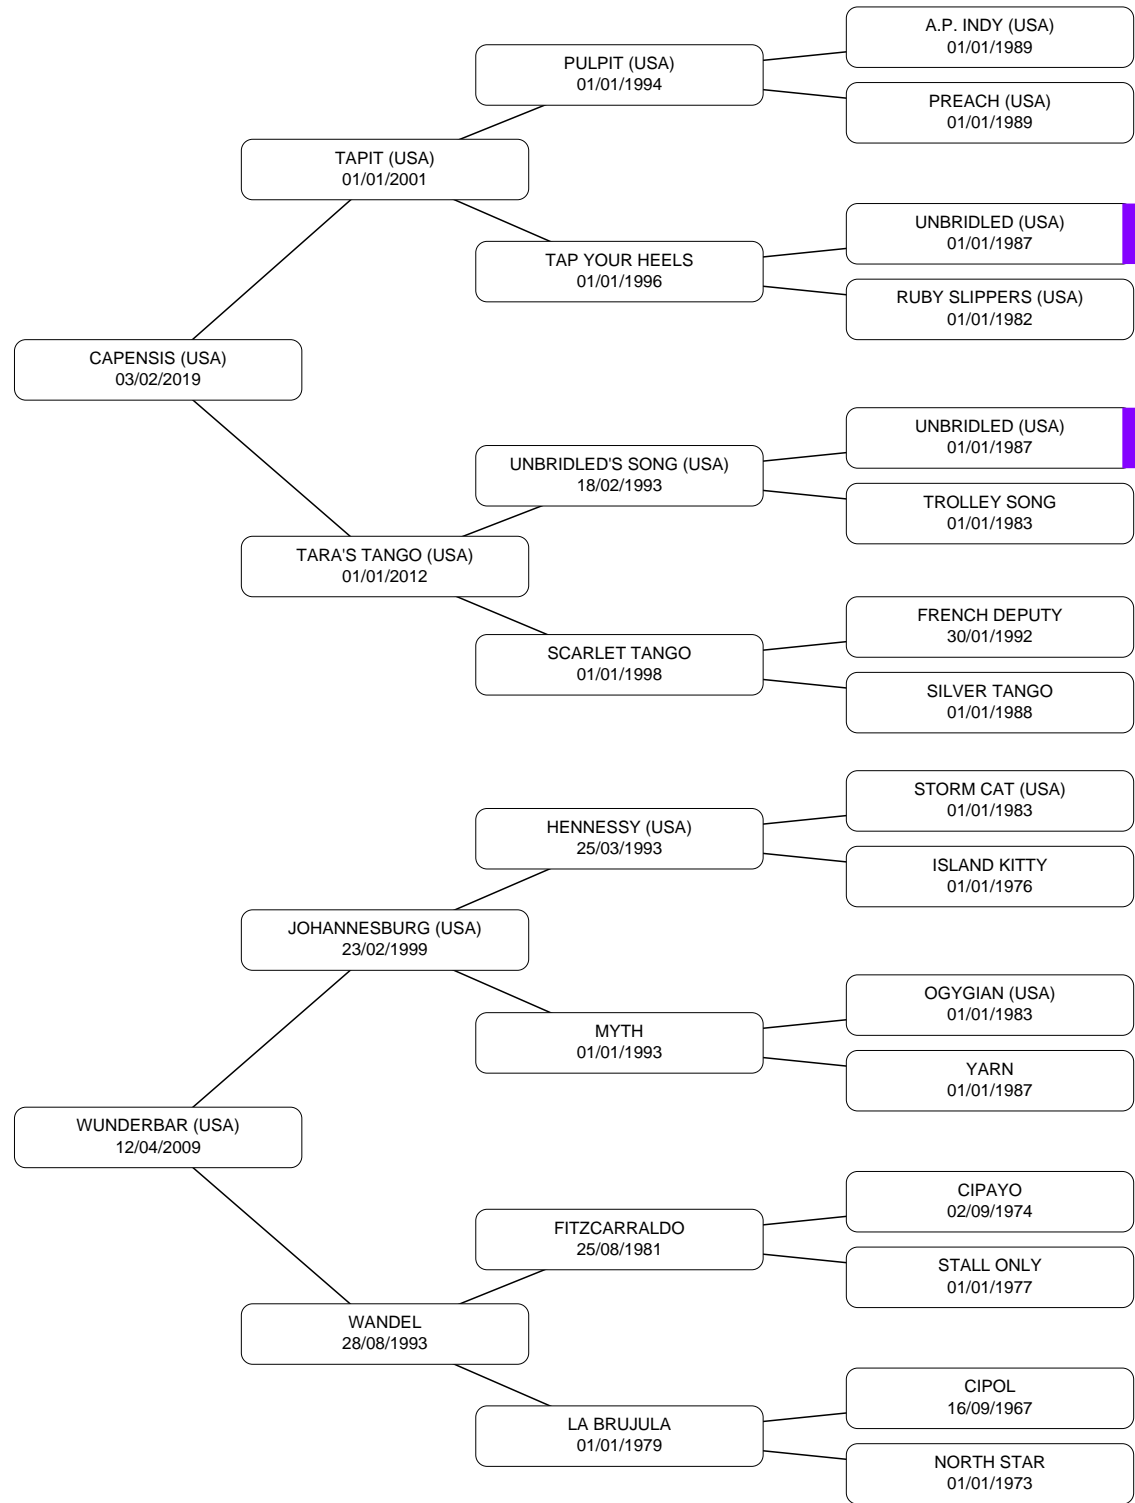 A.P. INDY (USA)
01/01/1989
PULPIT (USA)
01/01/1994
PREACH (USA)
01/01/1989
TAPIT (USA)
01/01/2001
UNBRIDLED (USA)
01/01/1987
TAP YOUR HEELS
01/01/1996
RUBY SLIPPERS (USA)
01/01/1982
CAPENSIS (USA)
03/02/2019
UNBRIDLED (USA)
01/01/1987
UNBRIDLED'S SONG (USA)
18/02/1993
TROLLEY SONG
01/01/1983
TARA'S TANGO (USA)
01/01/2012
FRENCH DEPUTY
30/01/1992
SCARLET TANGO
01/01/1998
SILVER TANGO
01/01/1988
STORM CAT (USA)
01/01/1983
HENNESSY (USA)
25/03/1993
ISLAND KITTY
01/01/1976
JOHANNESBURG (USA)
23/02/1999
OGYGIAN (USA)
01/01/1983
MYTH
01/01/1993
YARN
01/01/1987
WUNDERBAR (USA)
12/04/2009
CIPAYO
02/09/1974
FITZCARRALDO
25/08/1981
STALL ONLY
01/01/1977
WANDEL
28/08/1993
CIPOL
16/09/1967
LA BRUJULA
01/01/1979
NORTH STAR
01/01/1973